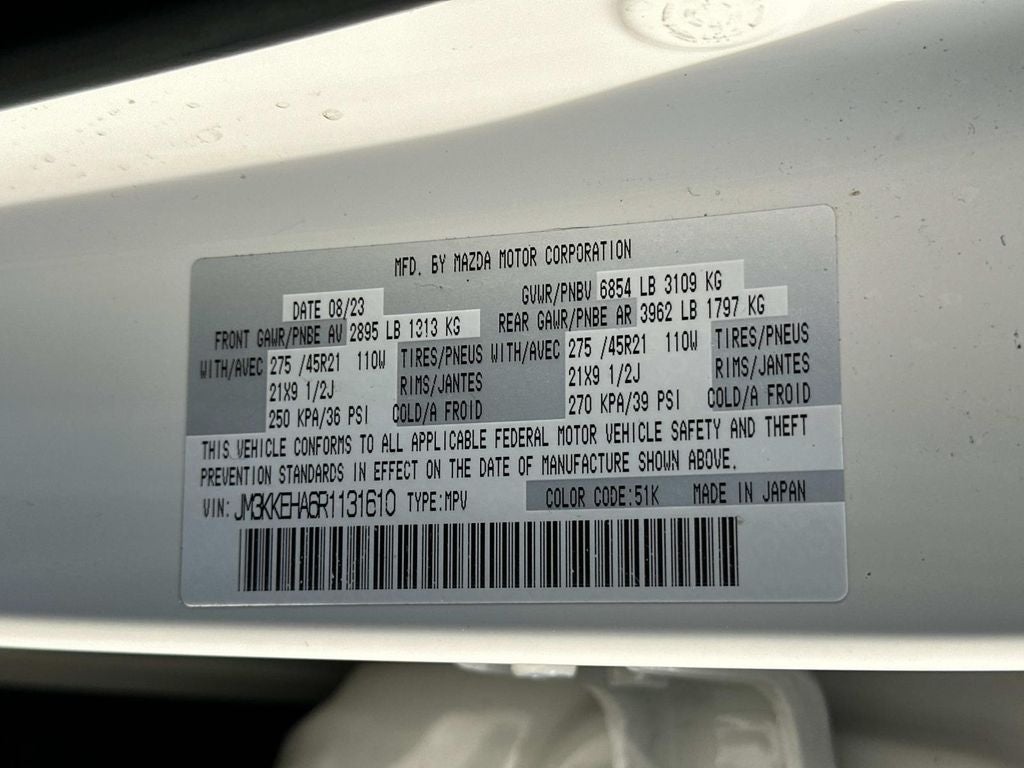 MFD. BY MAZDA MOTOR CORPORATION
DATE 08/23
GVWR/PNBV 6854 LB 3109 KG
FRONT GAWR/PNBE AV 2895 LB 1313 KG
REAR GAWR/PNBE AR 3962 LB 1797 KG
WITH/AVEC 275 /45R21 110W TIRES/PNEUS
21X9 1/2J RIMS/JANTES
250 KPA/36 PSI COLD/A FROID
WITH/AVEC 275 /45R21 110W TIRES/PNEUS
21X9 1/2J RIMS/JANTES
270 KPA/39 PSI COLD/A FROID
THIS VEHICLE CONFORMS TO ALL APPLICABLE FEDERAL MOTOR VEHICLE SAFETY AND THEFT
PREVENTION STANDARDS IN EFFECT ON THE DATE OF MANUFACTURE SHOWN ABOVE.
VIN: JM3KKEHA6R1131610 TYPE:MPV
COLOR CODE:51K MADE IN JAPAN